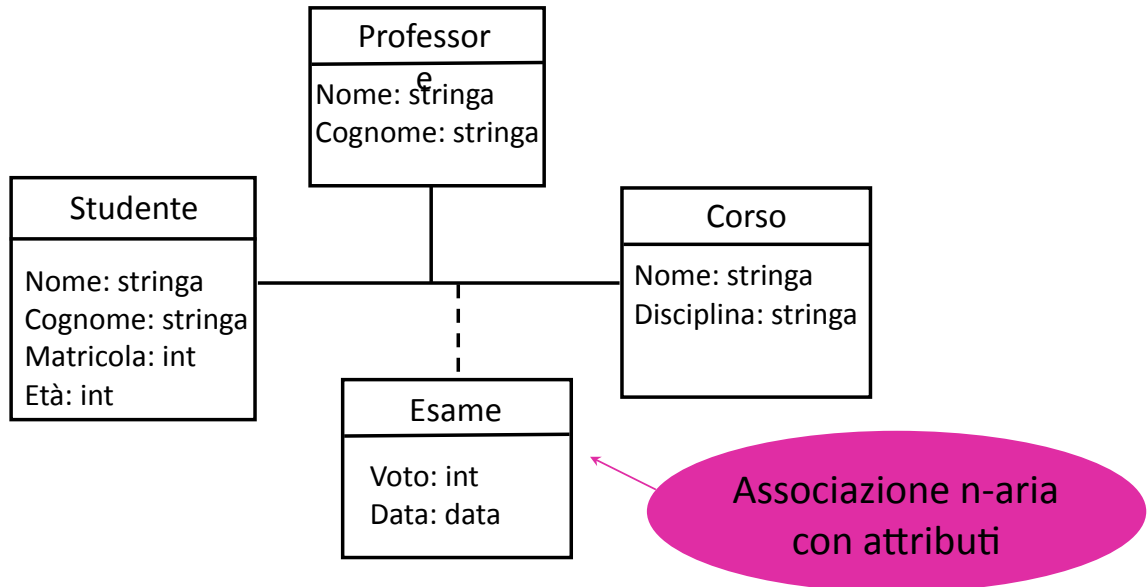 Professor
e
Nome: stringa
Cognome: stringa
Studente
Nome: stringa
Cognome: stringa
Matricola: int
Età: int
Corso
Nome: stringa
Disciplina: stringa
Esame
Voto: int
Data: data
Associazione n-aria
con attributi